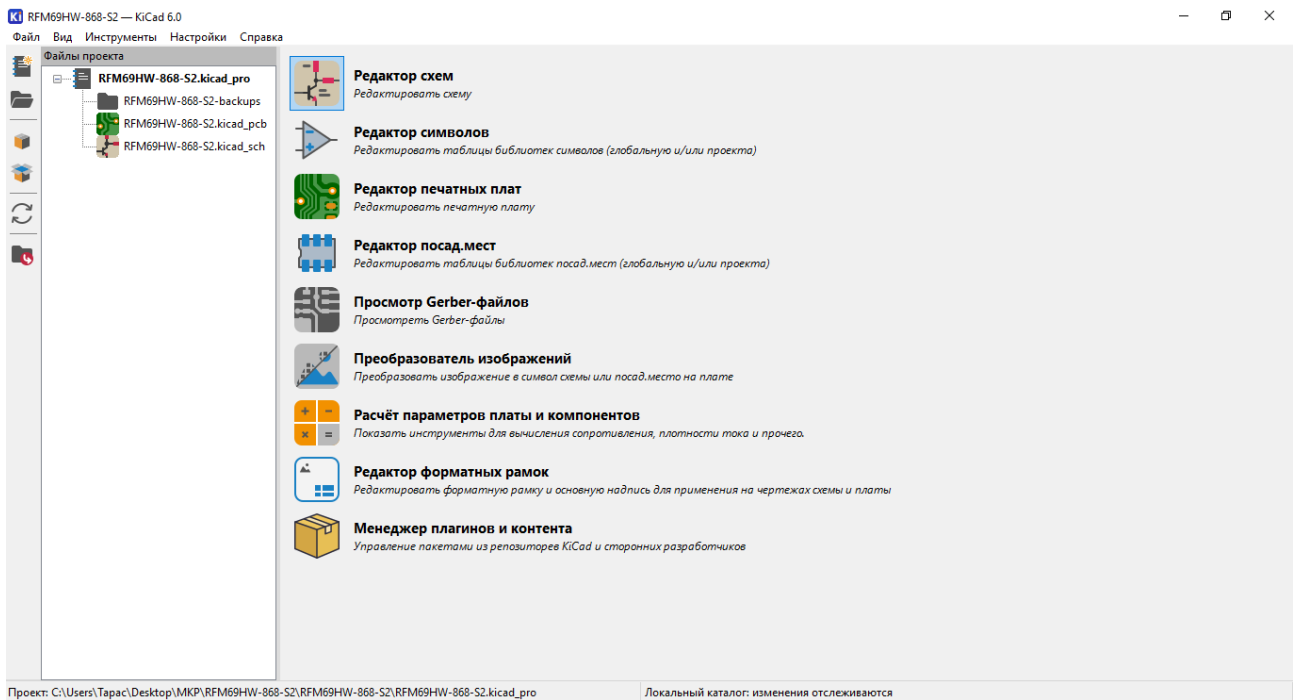 RFM69HW-868-S2 — KiCad 6.0
Файл Вид Инструменты Настройки Справка
Файлы проекта
RFM69HW-868-S2.kicad_pro
RFM69HW-868-S2-backups
RFM69HW-868-S2.kicad_pcb
RFM69HW-868-S2.kicad_sch
Редактор схем
Редактировать схему
Редактор символов
Редактировать таблицы библиотек символов (глобальную и/или проекта)
Редактор печатных плат
Редактировать печатную плату
Редактор посад.мест
Редактировать таблицы библиотек посад.мест (глобальную и/или проекта)
Просмотр Gerber-файлов
Просмотреть Gerber-файлы
Преобразователь изображений
Преобразовать изображение в символ схемы или посад.место на плате
Расчёт параметров платы и компонентов
Показать инструменты для вычисления сопротивления, плотности тока и прочего.
Редактор форматных рамок
Редактировать форматную рамку и основную надпись для применения на чертежах схемы и платы
Менеджер плагинов и контента
Управление пакетами из репозиторев KiCad и сторонних разработчиков
Проект: C:\Users\Tapac\Desktop\MKP\RFM69HW-868-S2\RFM69HW-868-S2\RFM69HW-868-S2.kicad_pro
Локальный каталог: изменения отслеживаются